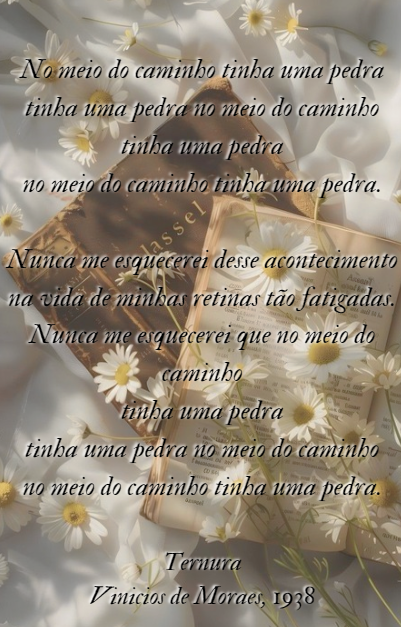 No meio do caminho tinha uma pedra
tinha uma pedra no meio do caminho
tinha uma pedra
no meio do caminho tinha uma pedra.
Nunca me esquecerei desse acontecimento
na vida de minhas retinas tão fatigadas.
Nunca me esquecerei que no meio do
caminho
tinha uma pedra
tinha uma pedra no meio do caminho
no meio do caminho tinha uma pedra.
Ternura
Vinicios de Moraes, 1938